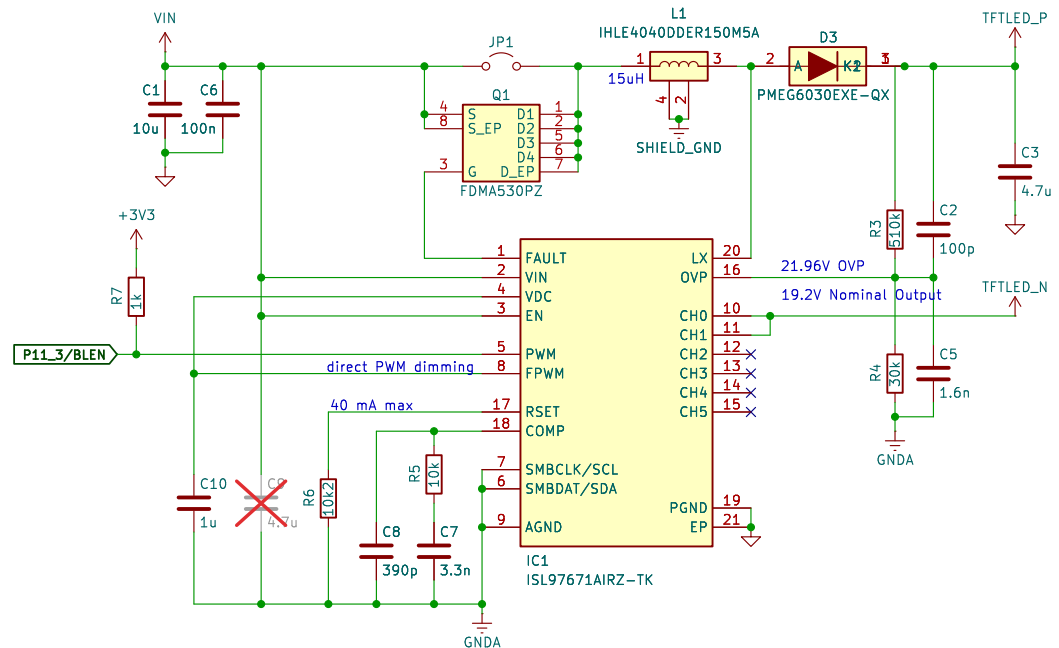 VIN
L1
IHLE4040DDER150M5A
TFTLED_P
JP1
D3
1
3
2
A
K2
3
15uH
4
2
PMEG6030EXE-QX
C1
10u
C6
100n
Q1
4
S
D1
1
8
S_EP
D2
2
D3
5
D4
6
3
G
D_EP
7
FDMA530PZ
SHIELD_GND
C3
4.7u
+3V3
R3
510k
C2
100p
1
FAULT
LX
20
2
VIN
OVP
16
21.96V OVP
4
VDC
19.2V Nominal Output
TFTLED_N
3
EN
CH0
10
CH1
11
R7
1k
P11_3/BLEN
5
PWM
CH2
12
direct PWM dimming
8
FPWM
CH3
13
CH4
14
R4
30k
C5
1.6n
40 mA max
17
RSET
CH5
15
18
COMP
GNDA
R5
10k
7
SMBCLK/SCL
6
SMBDAT/SDA
C10
1u
C9
4.7u
R6
10k2
PGND
19
9
AGND
EP
21
C8
390p
C7
3.3n
IC1
ISL97671AIRZ-TK
GNDA